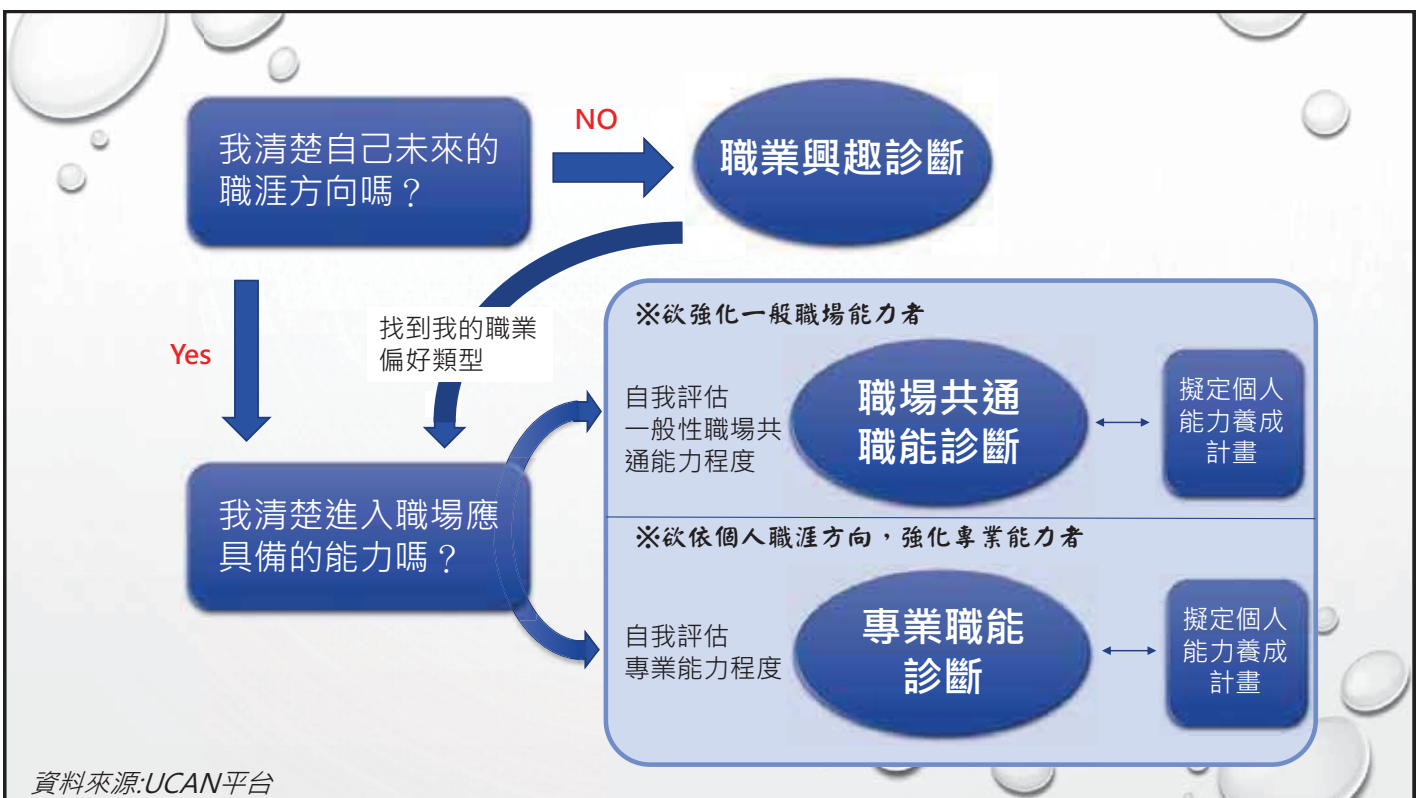 我清楚自己未來的
職涯方向嗎？
NO
職業興趣診斷
Yes
找到我的職業
偏好類型
我清楚進入職場應
具備的能力嗎？
※欲強化一般職場能力者
自我評估
一般性職場共
通能力程度
職場共通
職能診斷
擬定個人
能力養成
計畫
※欲依個人職涯方向，強化專業能力者
自我評估
專業能力程度
專業職能
診斷
擬定個人
能力養成
計畫
資料來源:UCAN平台